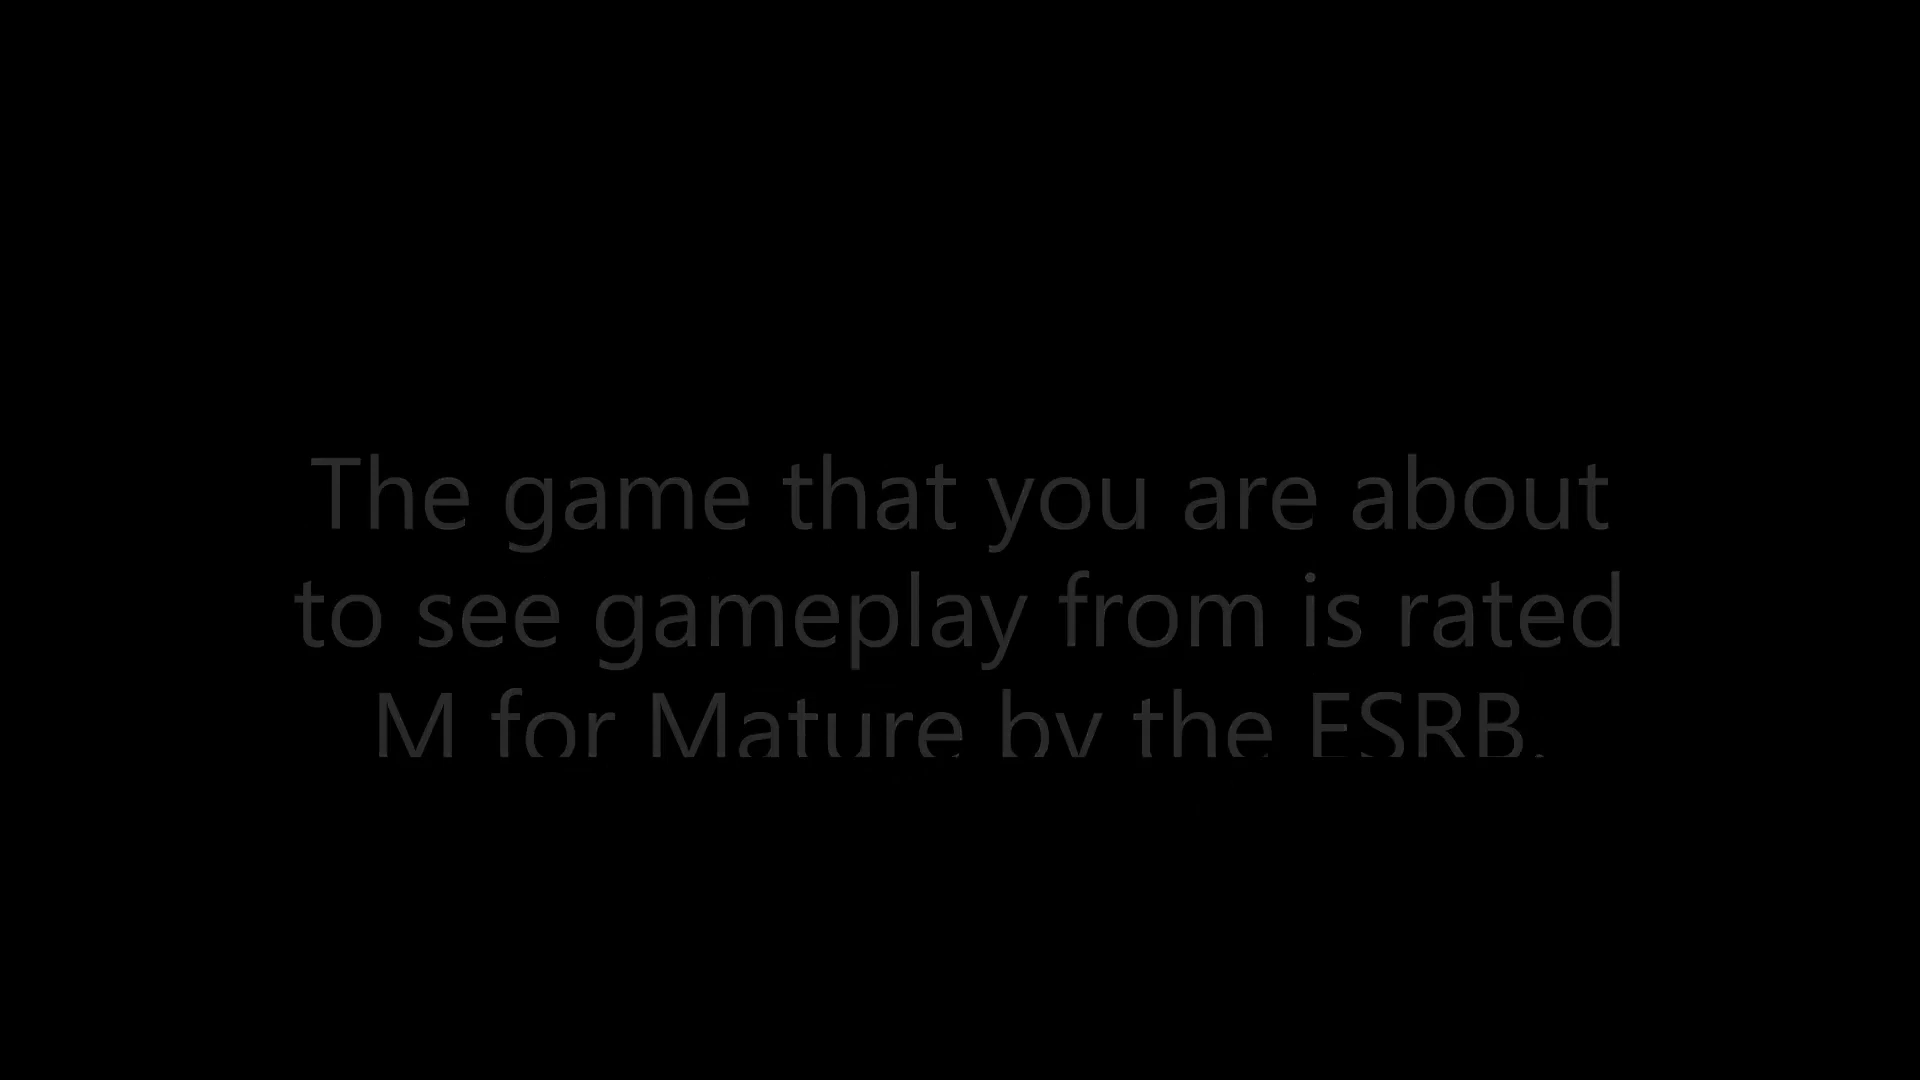 The game that you are about
to see gameplay from is rated
M for Mature by the ESRB.